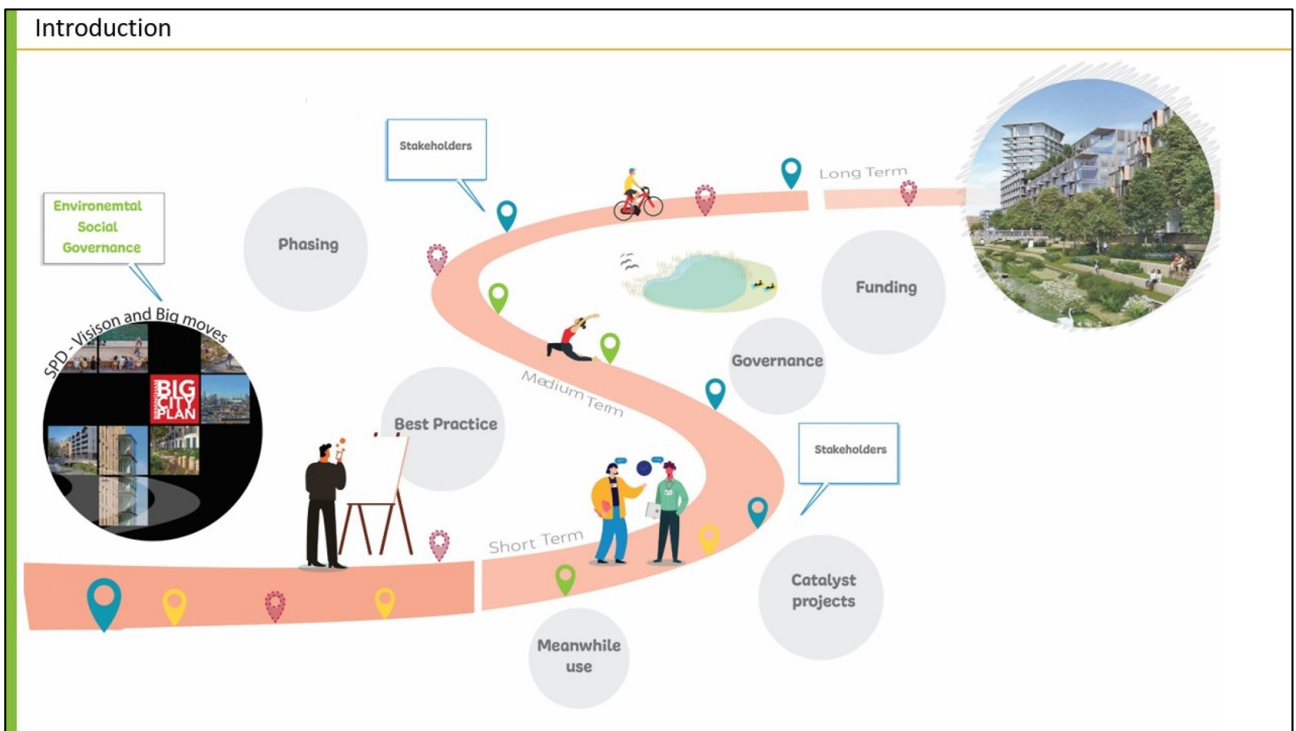 Introduction
Stakeholders
Long Term
Environemtal
Social
Governance
Phasing
Funding
SPD - Visison and Big moves
BIG
CITY
PLAN
Governance
Medium Term
Best Practice
Stakeholders
Short Term
Catalyst
projects
Meanwhile
use